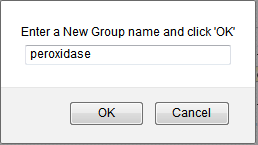 Enter a New Group name and click 'OK'
peroxidase
OK Cancel